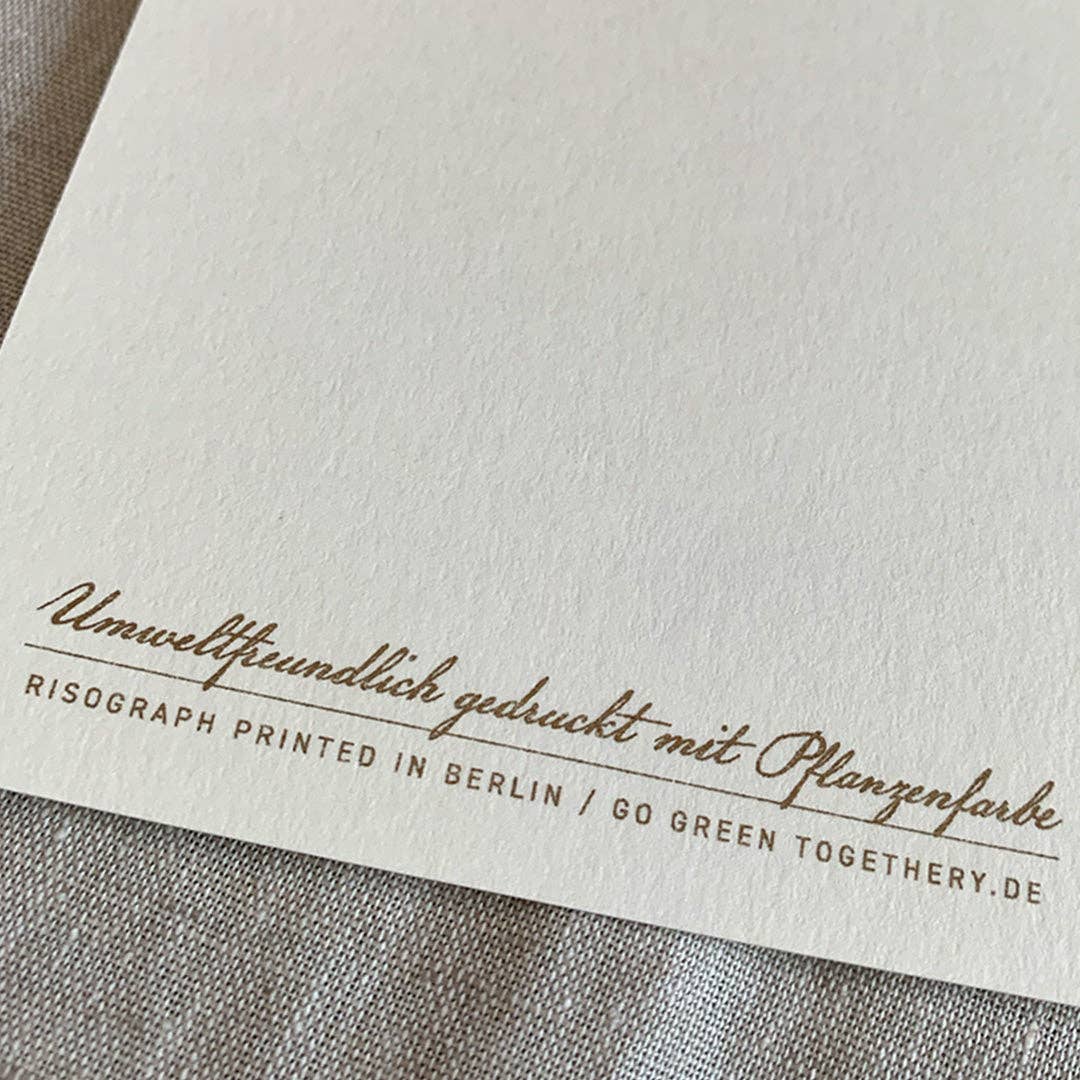 Umweltfreundlich gedruckt mit Pflanzenfarbe
RISOGRAPH PRINTED IN BERLIN / GO GREEN TOGETHERY.DE